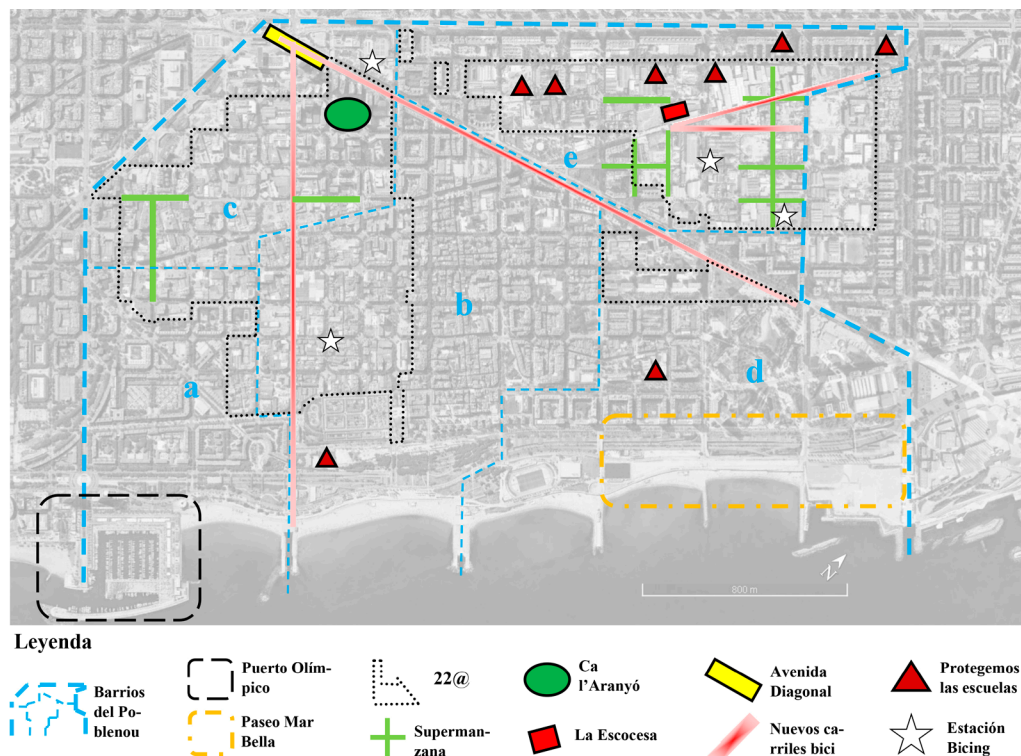 c
e
b
a
d
N
800 m
Leyenda
Barrios
del Po-
blenou
Puerto Olím-
pico
Paseo Mar
Bella
22@
Superman-
zana
Ca
l'Aranyó
La Escocesa
Avenida
Diagonal
Nuevos ca-
rriles bici
Protegemos
las escuelas
Estación
Bicing